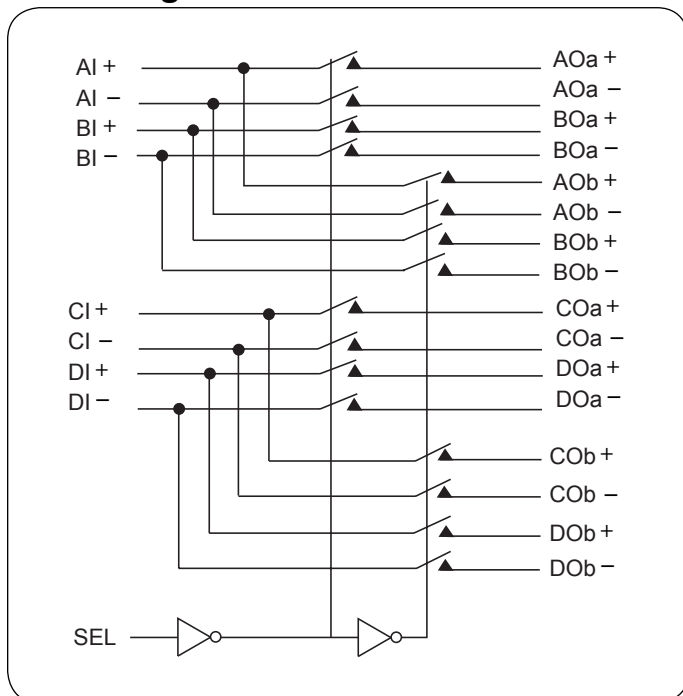 AI + AOa +
AI − AOa −
BI + BOa +
BI − BOa −
AOb +
AOb −
BOb +
BOb −
CI + COa +
CI − COa −
DI + DOa +
DI − DOa −
COb +
COb −
DOb +
DOb −
SEL